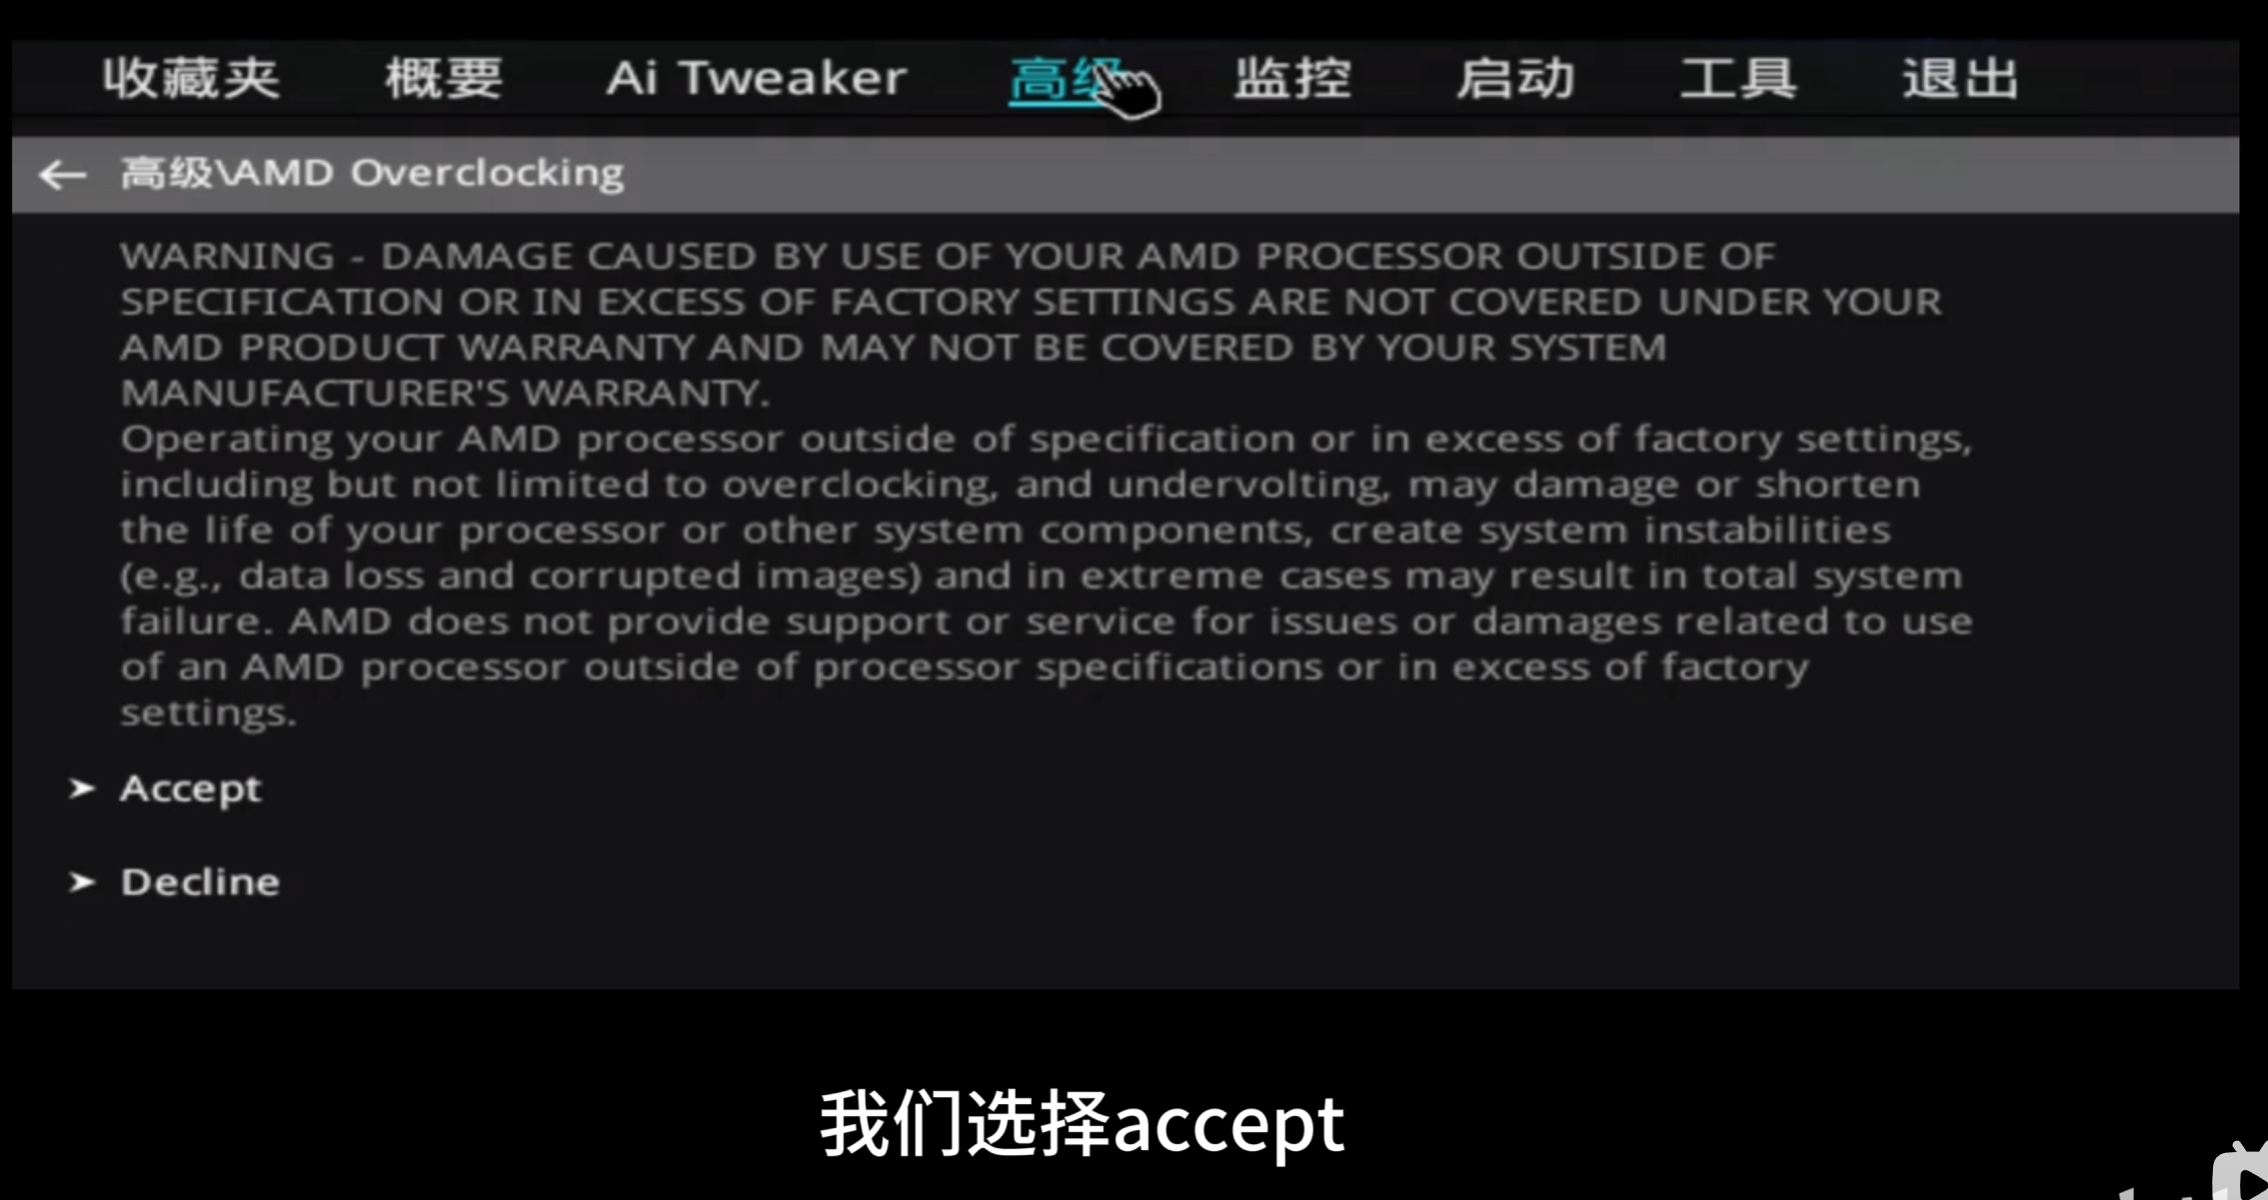 收藏夹 概要 Ai Tweaker 高级 监控 启动 工具 退出
← 高级\AMD Overclocking
WARNING - DAMAGE CAUSED BY USE OF YOUR AMD PROCESSOR OUTSIDE OF
SPECIFICATION OR IN EXCESS OF FACTORY SETTINGS ARE NOT COVERED UNDER YOUR
AMD PRODUCT WARRANTY AND MAY NOT BE COVERED BY YOUR SYSTEM
MANUFACTURER'S WARRANTY.
Operating your AMD processor outside of specification or in excess of factory settings,
including but not limited to overclocking, and undervolting, may damage or shorten
the life of your processor or other system components, create system instabilities
(e.g., data loss and corrupted images) and in extreme cases may result in total system
failure. AMD does not provide support or service for issues or damages related to use
of an AMD processor outside of processor specifications or in excess of factory
settings.
➤ Accept
➤ Decline
我们选择accept